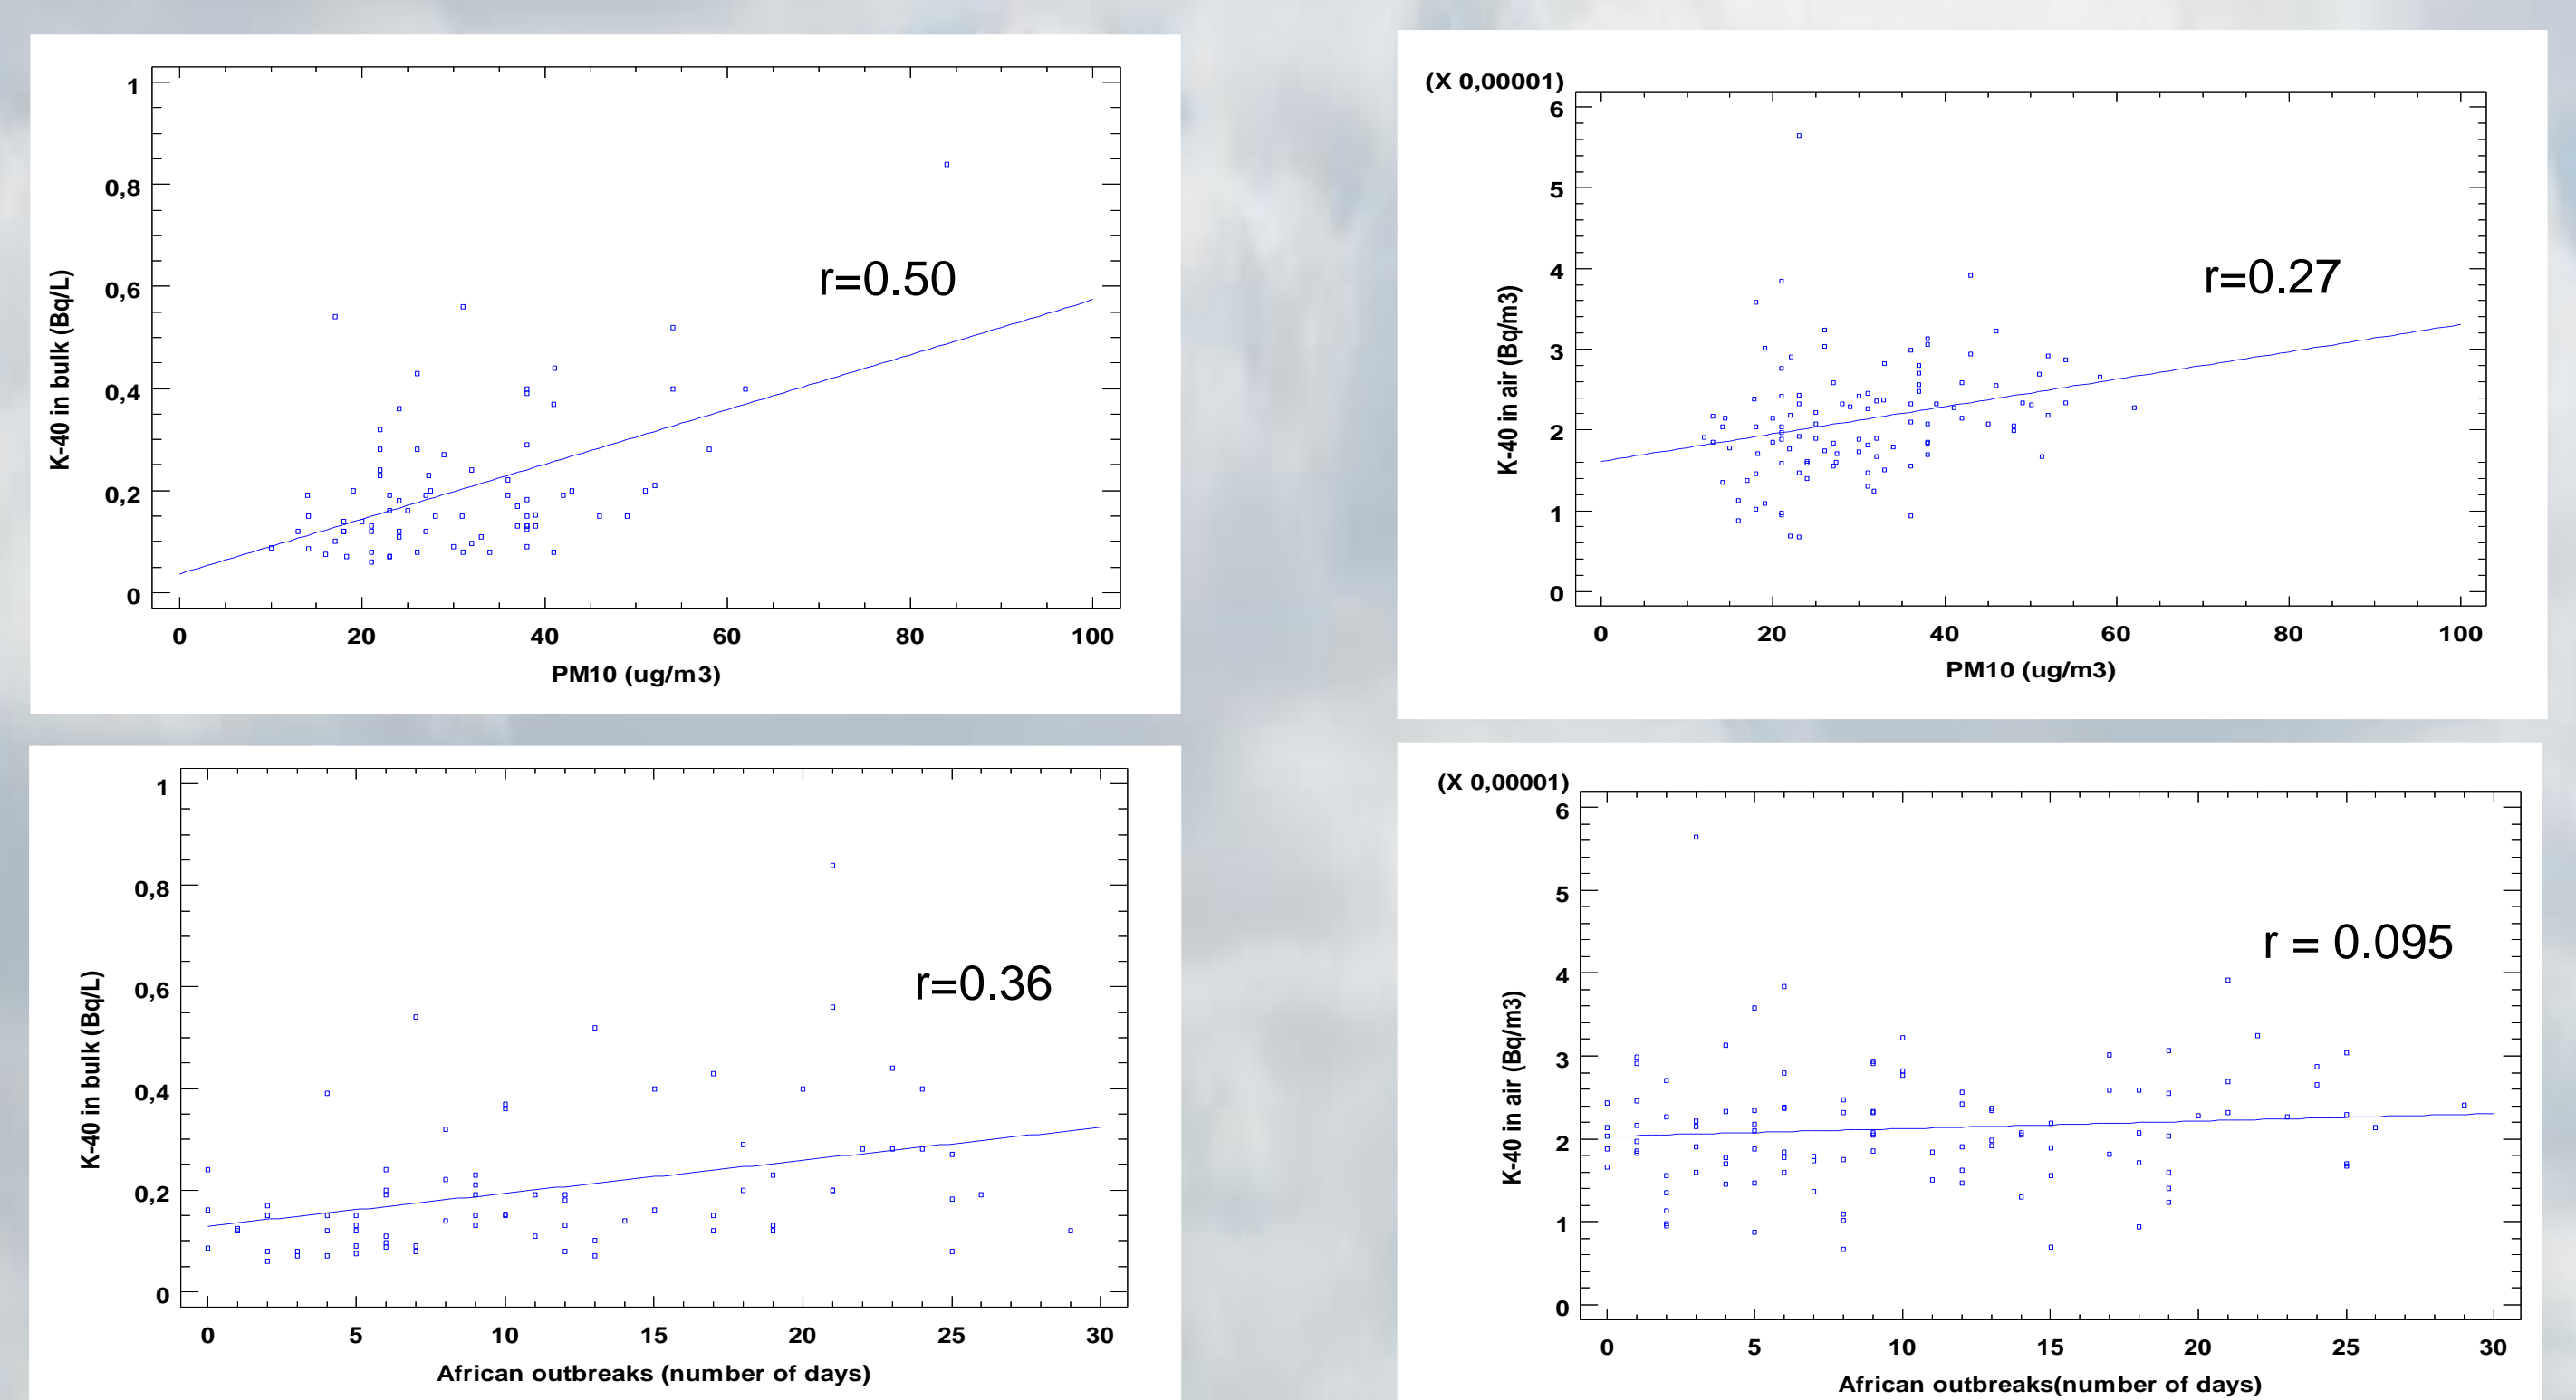 1
0,8
0,6
0,4
0,2
0
K-40 in bulk (Bq/L)
r=0.50
0 20 40 60 80 100
PM10 (ug/m3)
(X 0,00001)
6
5
4
3
2
1
0
K-40 in air (Bq/m3)
r=0.27
0 20 40 60 80 100
PM10 (ug/m3)
1
0,8
0,6
0,4
0,2
0
K-40 in bulk (Bq/L)
r=0.36
0 5 10 15 20 25 30
African outbreaks (number of days)
(X 0,00001)
6
5
4
3
2
1
0
K-40 in air (Bq/m3)
r = 0.095
0 5 10 15 20 25 30
African outbreaks(number of days)